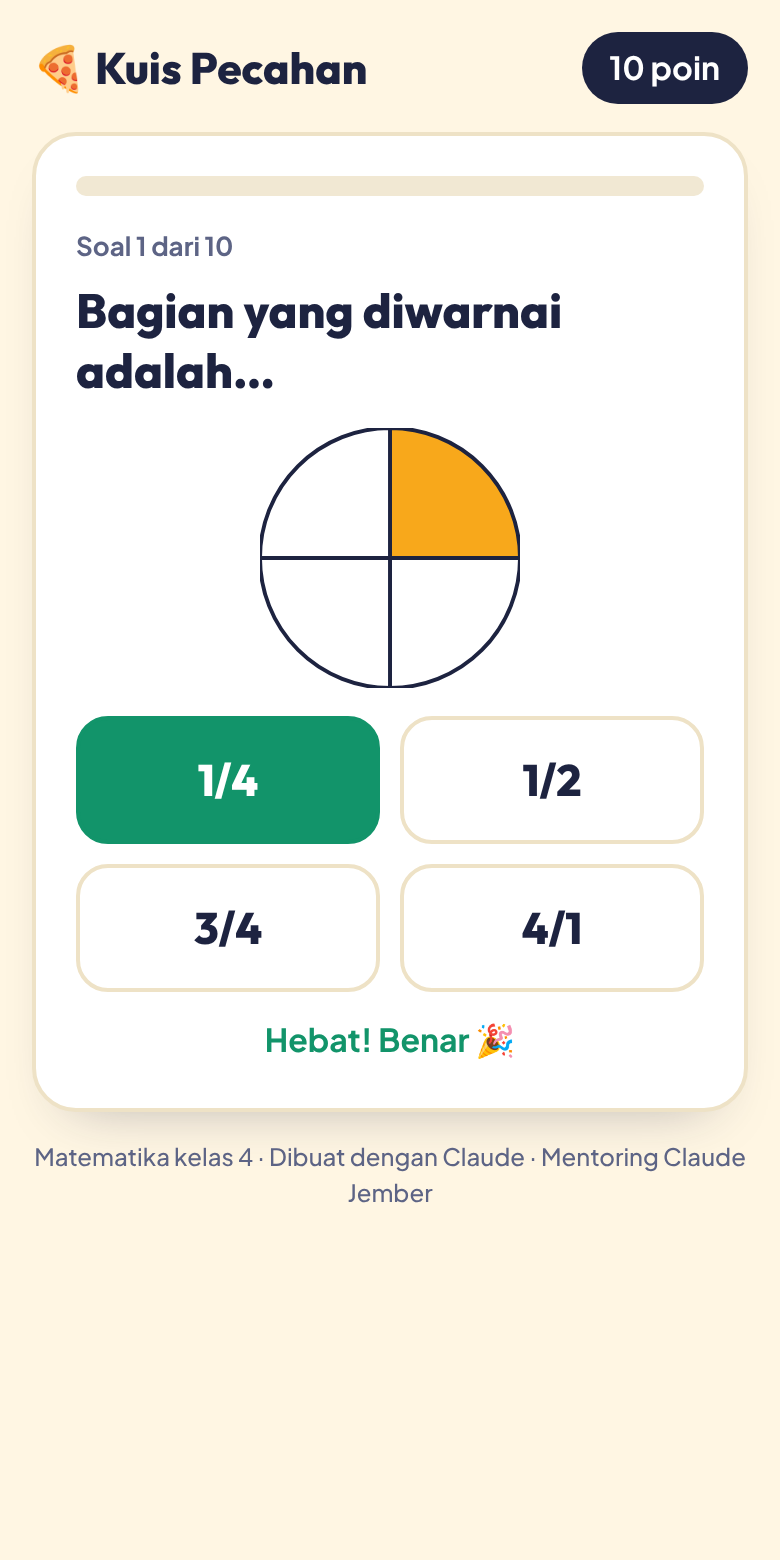 🍕 Kuis Pecahan
10 poin
Soal 1 dari 10
Bagian yang diwarnai
adalah...
1/4
1/2
3/4
4/1
Hebat! Benar 🎉
Matematika kelas 4 · Dibuat dengan Claude · Mentoring Claude
Jember